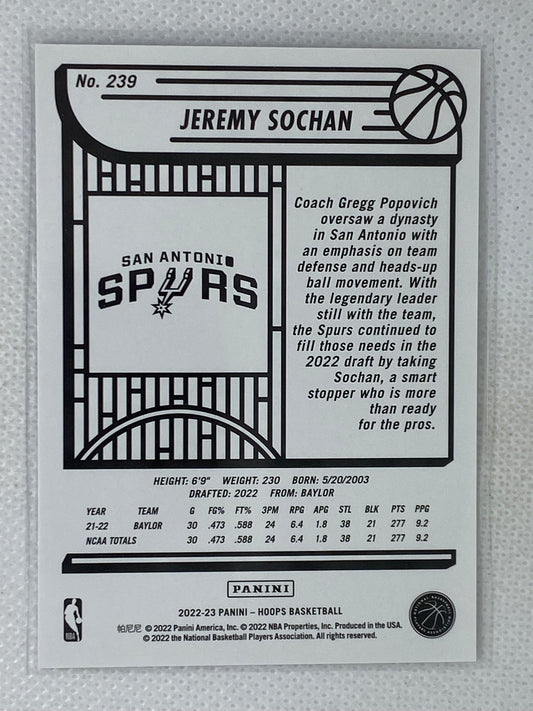 No. 239
JEREMY SOCHAN
SAN ANTONIO
SPURS
Coach Gregg Popovich
oversaw a dynasty
in San Antonio with
an emphasis on team
defense and heads-up
ball movement. With
the legendary leader
still with the team,
the Spurs continued to
fill those needs in the
2022 draft by taking
Sochan, a smart
stopper who is more
than ready
for the pros.
HEIGHT: 6'9" WEIGHT: 230 BORN: 5/20/2003
DRAFTED: 2022 FROM: BAYLOR
YEAR TEAM G FG% FT% 3PM RPG APG STL BLK PTS PPG
21-22 BAYLOR 30 .473 .588 24 6.4 1.8 38 21 277 9.2
NCAA TOTALS 30 .473 .588 24 6.4 1.8 38 21 277 9.2
PANINI
2022-23 PANINI – HOOPS BASKETBALL
帕尼尼 © 2022 Panini America, Inc. © 2022 NBA Properties, Inc. Produced in the USA.
© 2022 the National Basketball Players Association. All rights reserved.
NBA
NATIONAL BASKETBALL
PLAYERS ASSOCIATION